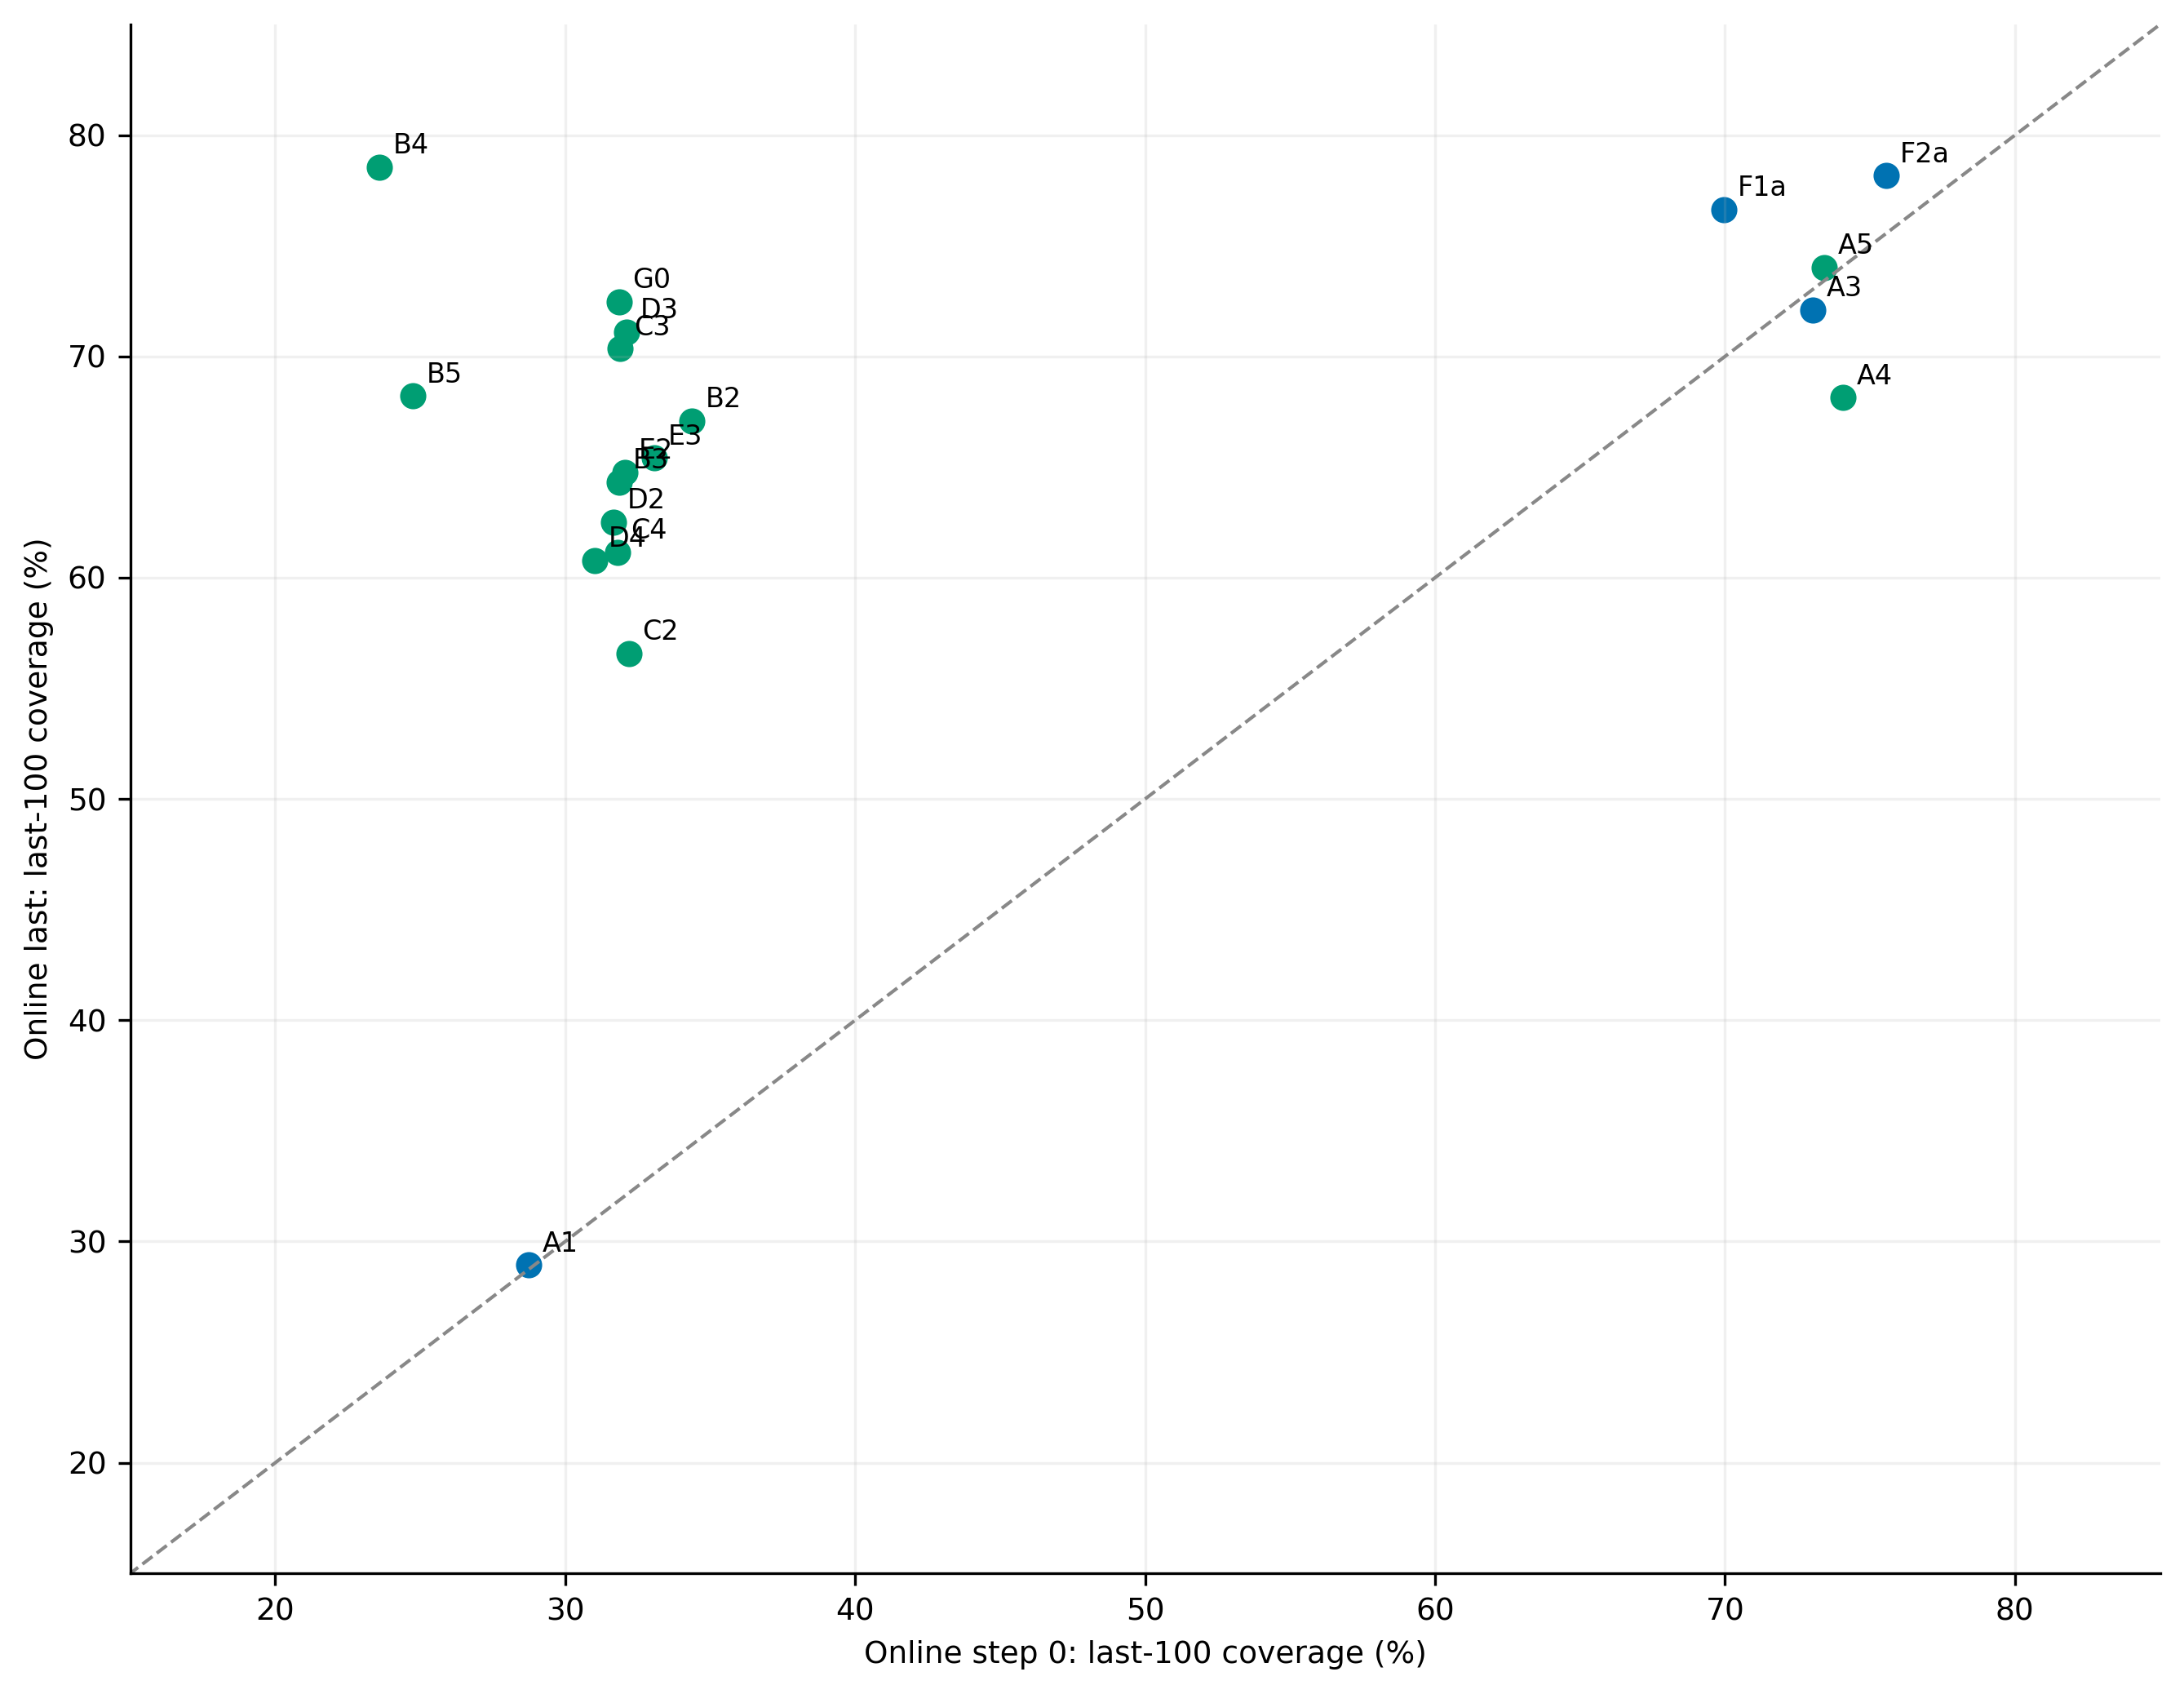 Online last: last-100 coverage (%)
80
70
60
50
40
30
20
B4
F2a
F1a
A5
G0
A3
D3
C3
B5
A4
B2
E3
E2
B3
D2
C4
D4
C2
A1
20
30
40
50
60
70
80
Online step 0: last-100 coverage (%)